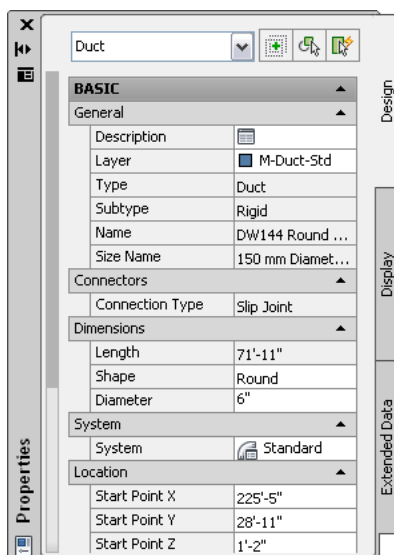 Duct
BASIC
General
Description
Layer M-Duct-Std
Type Duct
Subtype Rigid
Name DW144 Round ...
Size Name 150 mm Diamet...
Connectors
Connection Type Slip Joint
Dimensions
Length 71'-11"
Shape Round
Diameter 6"
System
System Standard
Location
Start Point X 225'-5"
Start Point Y 28'-11"
Start Point Z 1'-2"
Design
Display
Extended Data
Properties